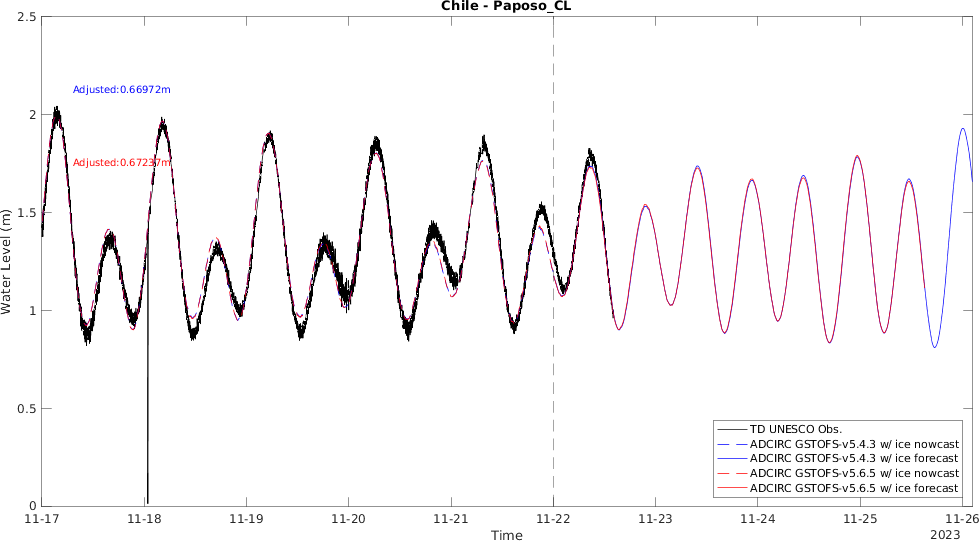 Chile - Paposo_CL
2.5
2
1.5
1
0.5
0
Water Level (m)
Adjusted:0.66972m
Adjusted:0.67237m
TD UNESCO Obs.
ADCIRC GSTOFS-v5.4.3 w/ ice nowcast
ADCIRC GSTOFS-v5.4.3 w/ ice forecast
ADCIRC GSTOFS-v5.6.5 w/ ice nowcast
ADCIRC GSTOFS-v5.6.5 w/ ice forecast
11-17 11-18 11-19 11-20 11-21 11-22 11-23 11-24 11-25 11-26
Time
2023